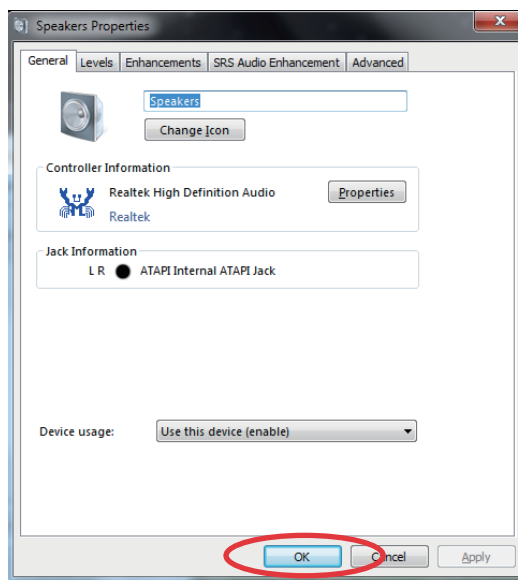 Speakers Properties
General Levels Enhancements SRS Audio Enhancement Advanced
Speakers
Change Icon
Controller Information
Realtek High Definition Audio Properties
Realtek
Jack Information
L R ATAPI Internal ATAPI Jack
Device usage: Use this device (enable)
OK Cancel Apply